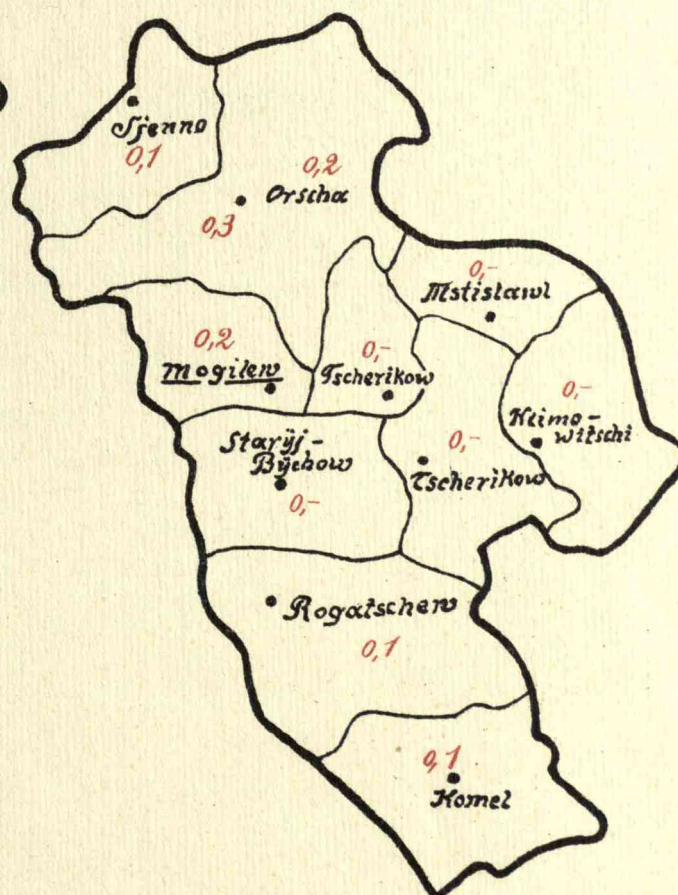 Sjenno
0,1
0,2
Orscha
0,3
0,-
Mstislawl
0,2
Mogilew
0,-
Tscherikow
0,-
Klimo-
witschi
Staryj-
Bychow
0,-
0,-
Tscherikow
Rogatschew
0,1
0,1
Homel